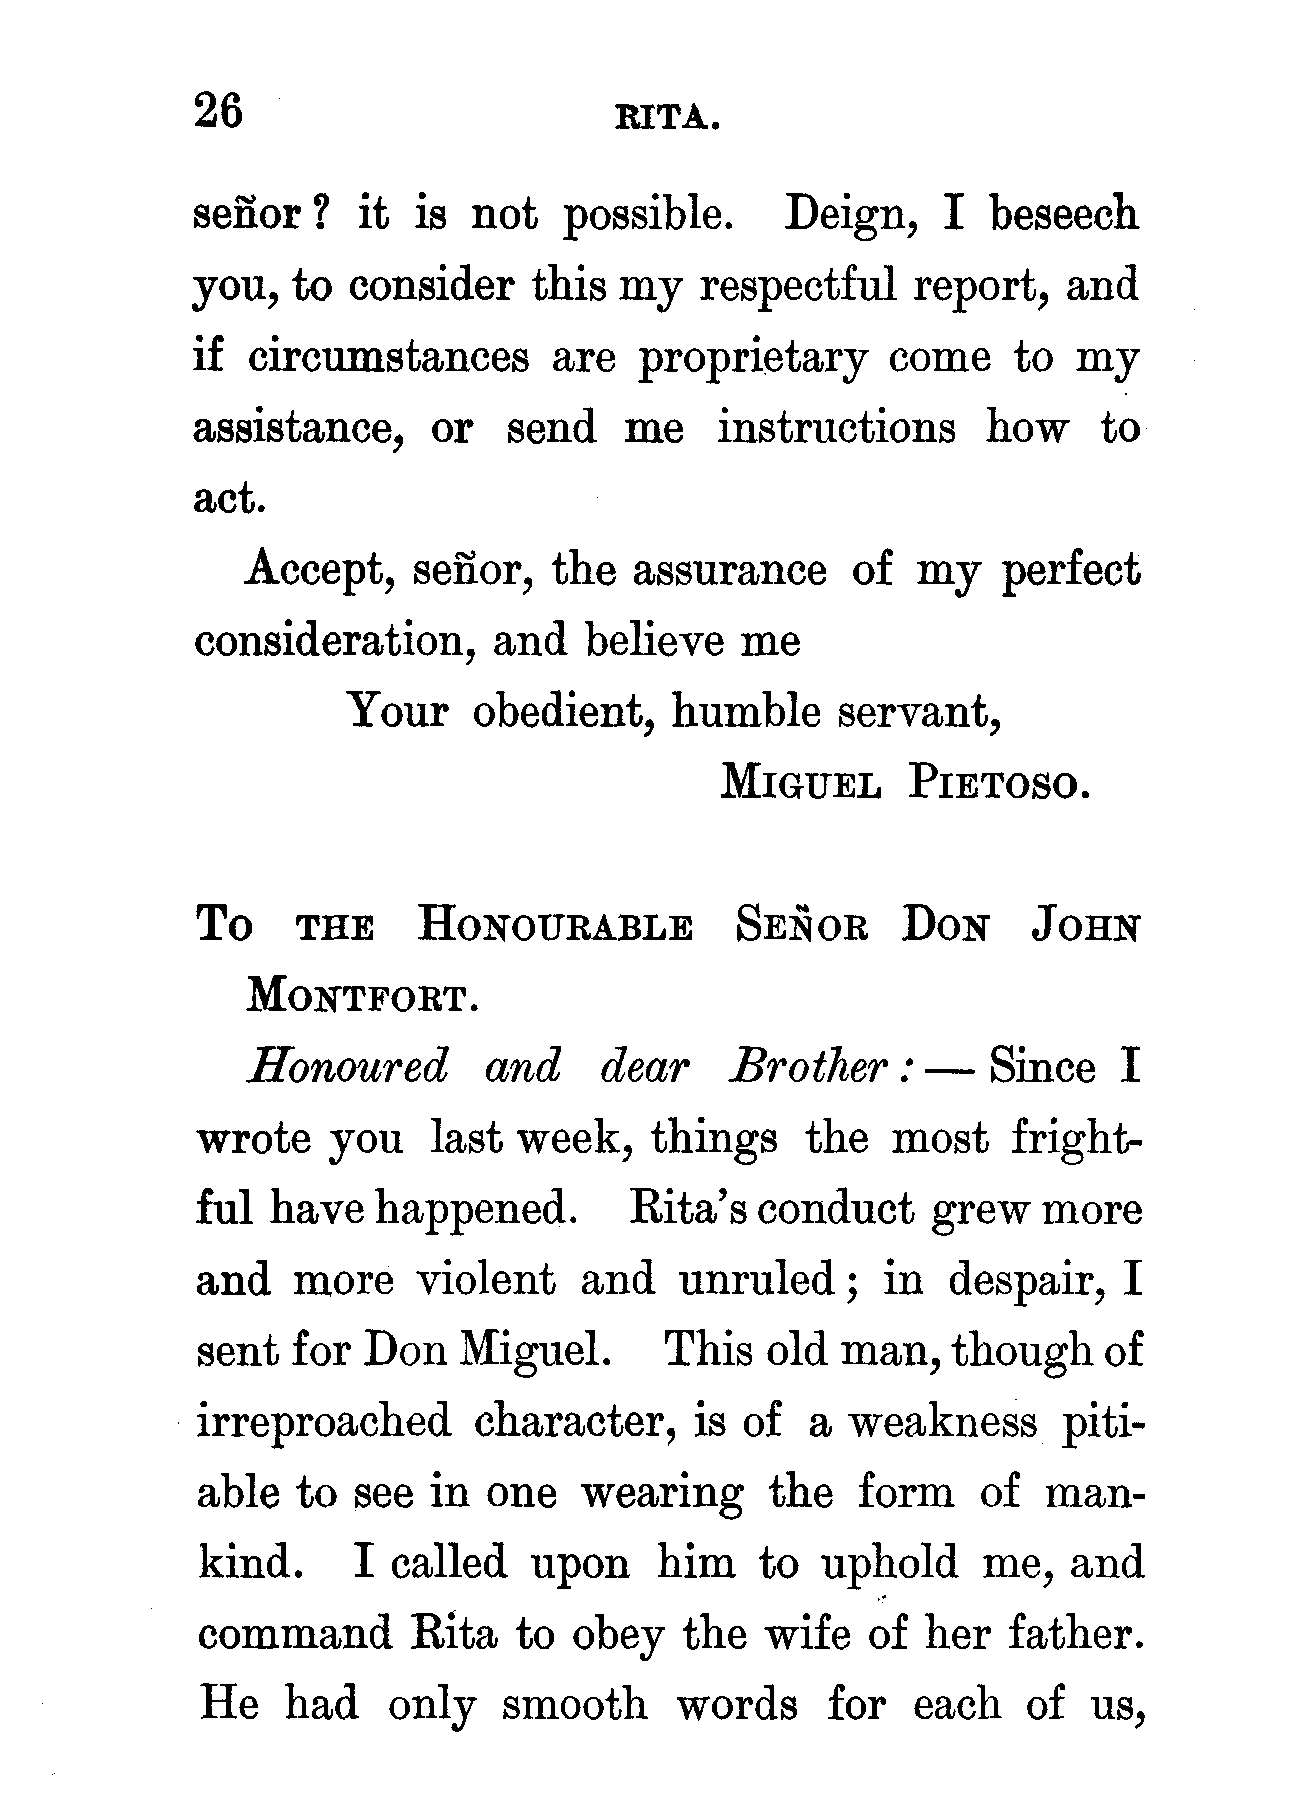 26 RITA.
señor? it is not possible. Deign, I beseech
you, to consider this my respectful report, and
if circumstances are proprietary come to my
assistance, or send me instructions how to
act.
Accept, señor, the assurance of my perfect
consideration, and believe me
Your obedient, humble servant,
MIGUEL PIETOSO.
TO THE HONOURABLE SEÑOR DON JOHN
MONTFORT.
Honoured and dear Brother:— Since I
wrote you last week, things the most fright-
ful have happened. Rita's conduct grew more
and more violent and unruled; in despair, I
sent for Don Miguel. This old man, though of
irreproached character, is of a weakness piti-
able to see in one wearing the form of man-
kind. I called upon him to uphold me, and
command Rita to obey the wife of her father.
He had only smooth words for each of us,